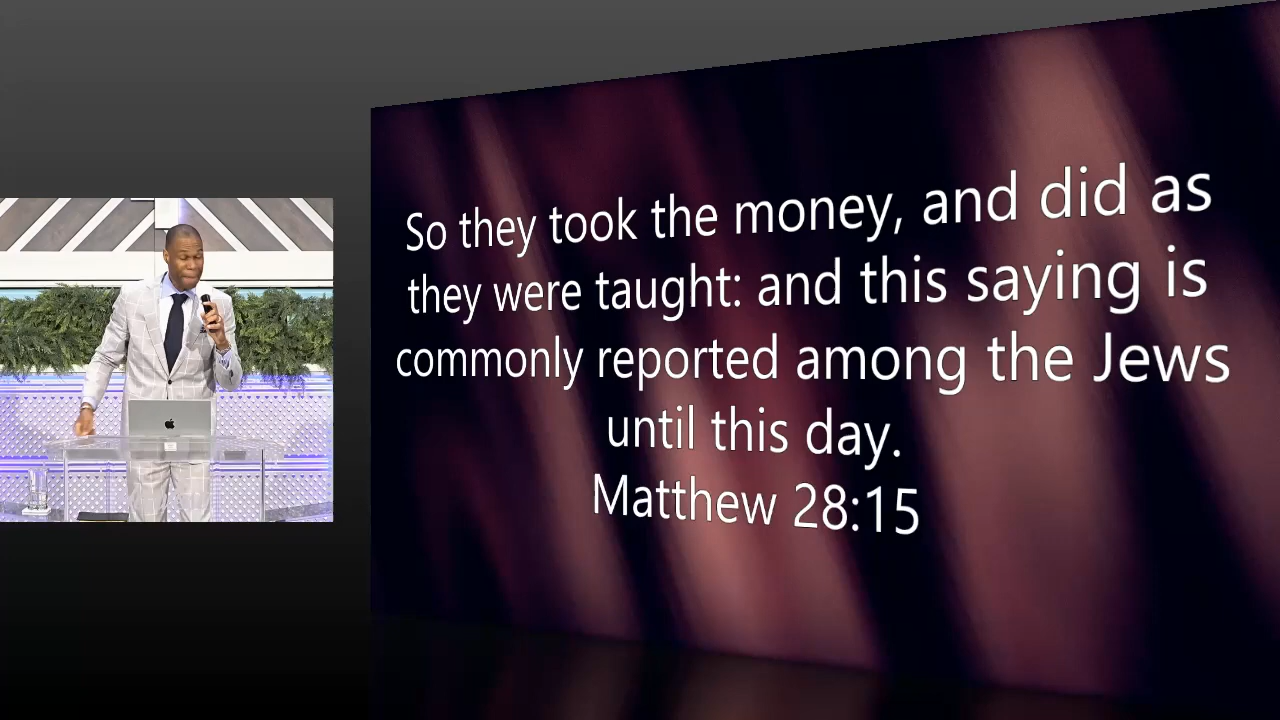 So they took the money, and did as
they were taught: and this saying is
commonly reported among the Jews
until this day.
Matthew 28:15